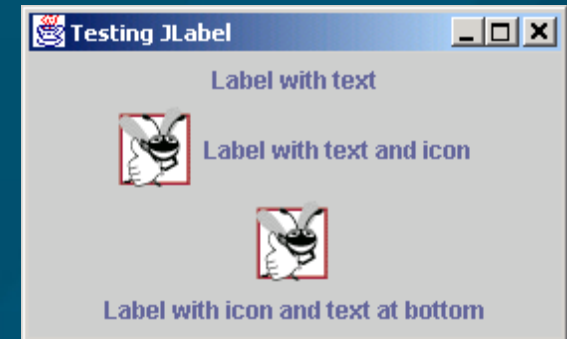 Testing JLabel
Label with text
Label with text and icon
Label with icon and text at bottom